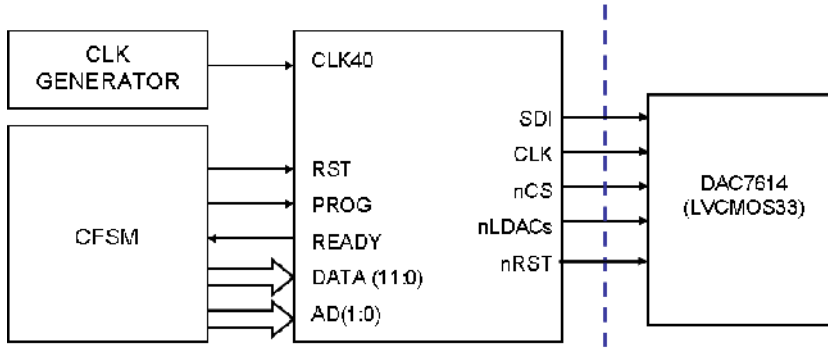 CLK
GENERATOR
CFSM
CLK40
RST
PROG
READY
DATA (11:0)
AD(1:0)
SDI
CLK
nCS
nLDACs
nRST
DAC7614
(LVCMOS33)